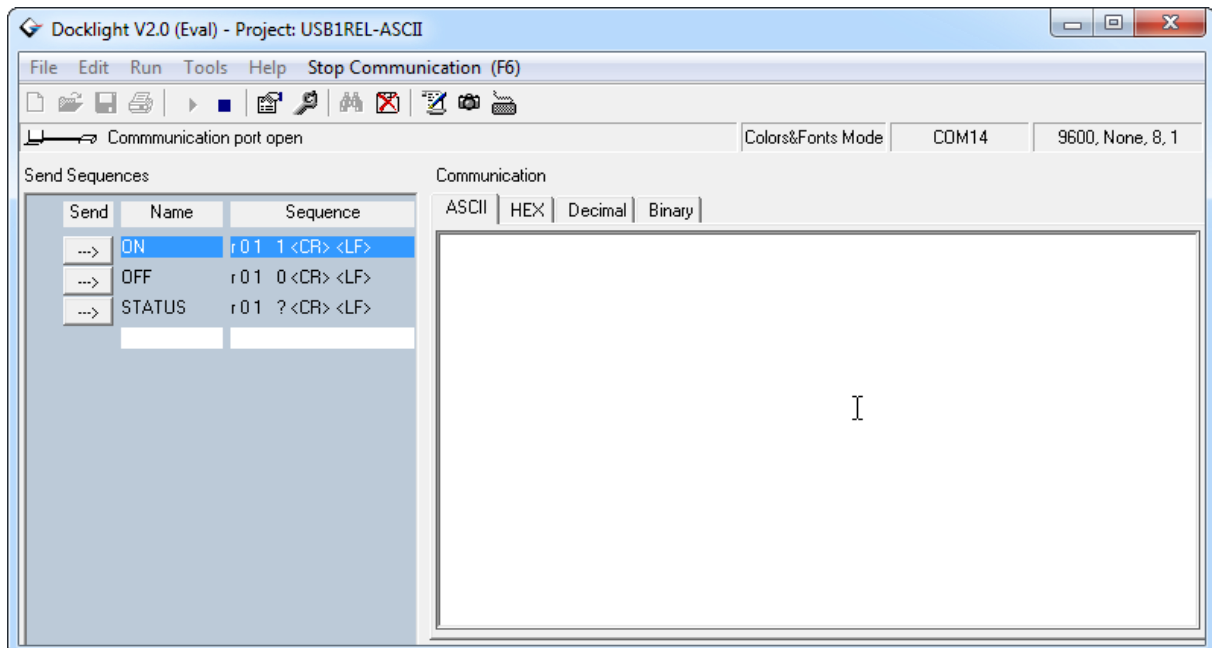 Docklight V2.0 (Eval) - Project: USB1REL-ASCII
File Edit Run Tools Help Stop Communication (F6)
Commmunication port open Colors&Fonts Mode COM14 9600, None, 8, 1
Send Sequences
Send Name Sequence
---> ON r 0 1 1 <CR> <LF>
---> OFF r 0 1 0 <CR> <LF>
---> STATUS r 0 1 ? <CR> <LF>
Communication
ASCII HEX Decimal Binary